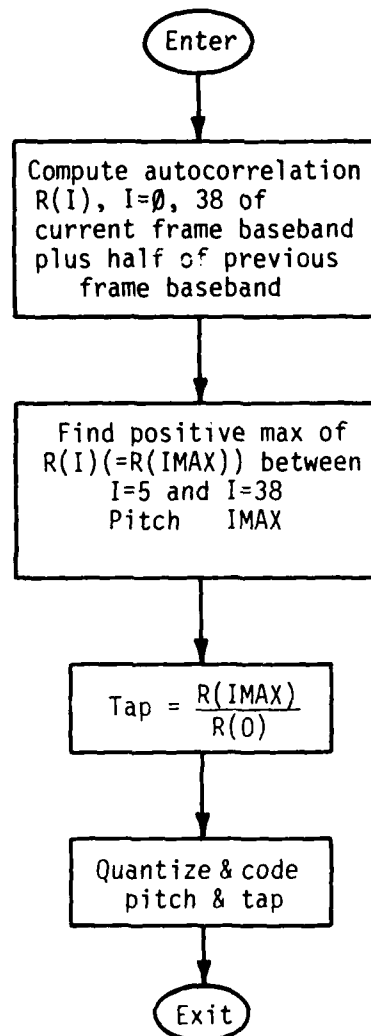 Enter
Compute autocorrelation
R(I), I=Ø, 38 of
current frame baseband
plus half of previous
frame baseband
Find positive max of
R(I)(=R(IMAX)) between
I=5 and I=38
Pitch IMAX
Tap = R(IMAX)
R(0)
Quantize & code
pitch & tap
Exit